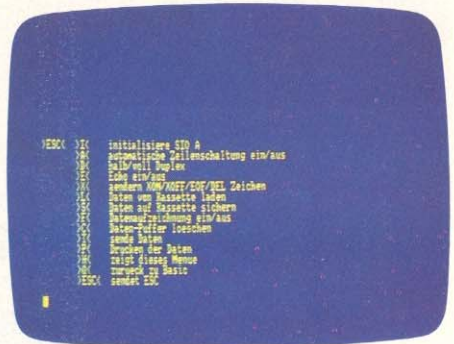 >ESC< >I< initialisiere SIO A
automatische Zeilenschaltung ein/aus
halb/voll Duplex
Echo ein/aus
aendern XON/XOFF/EOF/DEL Zeichen
Daten von Kassette laden
Daten auf Kassette sichern
Datenaufzeichnung ein/aus
Daten-Puffer loeschen
sende Daten
Drucken der Daten
zeigt dieses Menue
zurueck zu Basic
>ESC< sendet ESC